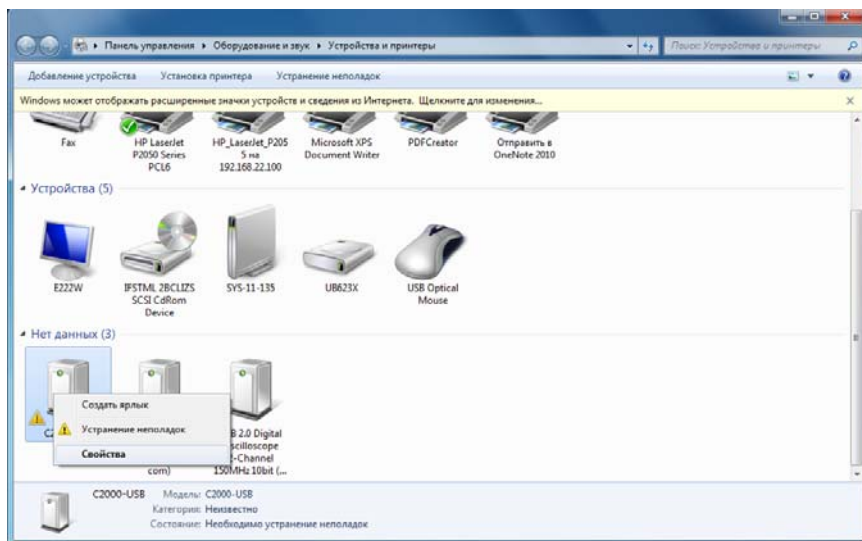 Панель управления ▸ Оборудование и звук ▸ Устройства и принтеры
Поиск: Устройства и принтеры
Добавление устройства Установка принтера Устранение неполадок
Windows может отображать расширенные значки устройств и сведения из Интернета. Щелкните для изменения...
Fax
HP LaserJet
P2050 Series
PCL6
HP_LaserJet_P205
5 на
192.168.22.100
Microsoft XPS
Document Writer
PDFCreator
Отправить в
OneNote 2010
Устройства (5)
E222W
IFSTML 2BCLIZS
SCSI CdRom
Device
SYS-11-135
UB623X
USB Optical
Mouse
Нет данных (3)
Создать ярлык
Устранение неполадок
Свойства
com)
2.0 Digital
150MHz 10bit (...
C2000-USB
Модель: C2000-USB
Категория: Неизвестно
Состояние: Необходимо устранение неполадок